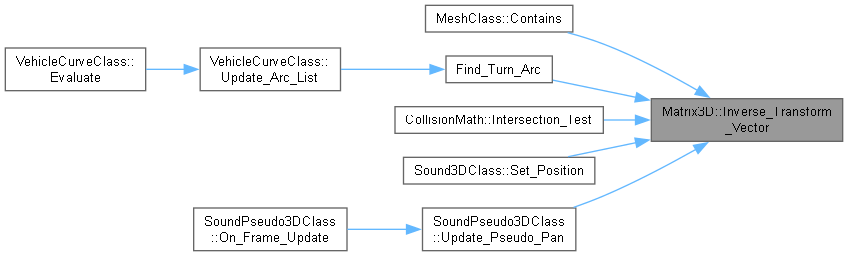 MeshClass::Contains
VehicleCurveClass::
Evaluate
VehicleCurveClass::
Update_Arc_List
Find_Turn_Arc
Matrix3D::Inverse_Transform
_Vector
CollisionMath::Intersection_Test
Sound3DClass::Set_Position
SoundPseudo3DClass
::On_Frame_Update
SoundPseudo3DClass
::Update_Pseudo_Pan